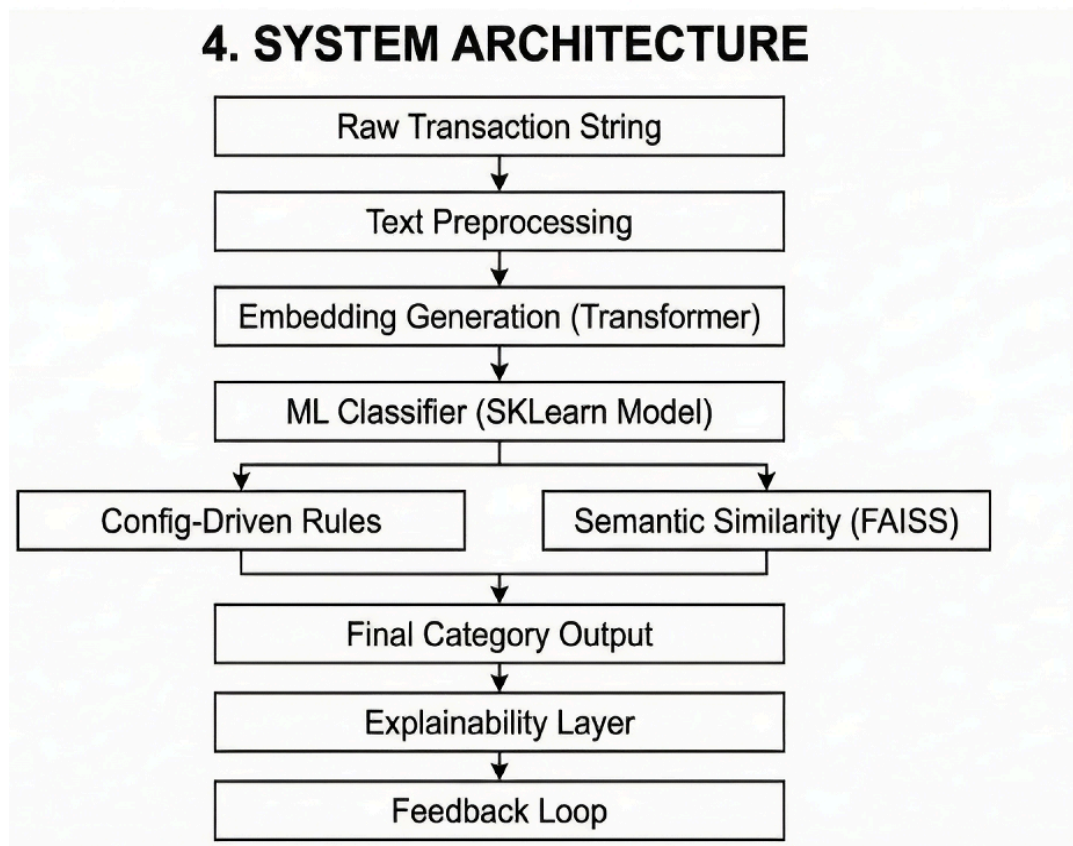 4. SYSTEM ARCHITECTURE
Raw Transaction String
Text Preprocessing
Embedding Generation (Transformer)
ML Classifier (SKLearn Model)
Config-Driven Rules
Semantic Similarity (FAISS)
Final Category Output
Explainability Layer
Feedback Loop